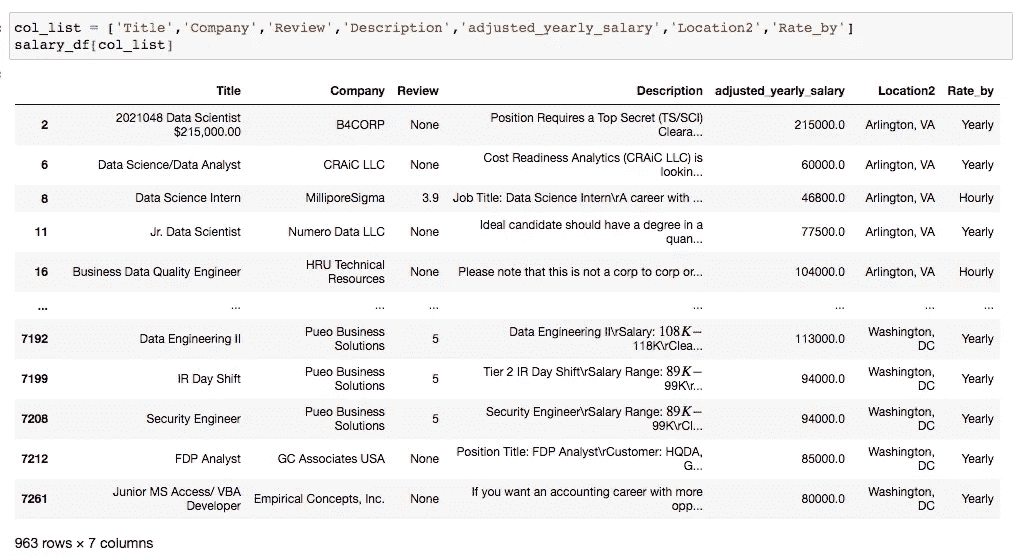 col_list = ['Title','Company','Review','Description','adjusted_yearly_salary','Location2','Rate_by']
salary_df[col_list]
Title Company Review Description adjusted_yearly_salary Location2 Rate_by
2 2021048 Data Scientist $215,000.00 B4CORP None Position Requires a Top Secret (TS/SCI) Cleara... 215000.0 Arlington, VA Yearly
6 Data Science/Data Analyst CRAiC LLC None Cost Readiness Analytics (CRAiC LLC) is lookin... 60000.0 Arlington, VA Yearly
8 Data Science Intern MilliporeSigma 3.9 Job Title: Data Science Intern\rA career with ... 46800.0 Arlington, VA Hourly
11 Jr. Data Scientist Numero Data LLC None Ideal candidate should have a degree in a quan... 77500.0 Arlington, VA Yearly
16 Business Data Quality Engineer HRU Technical Resources None Please note that this is not a corp to corp or... 104000.0 Arlington, VA Hourly
... ... ... ... ... ... ... ...
7192 Data Engineering II Pueo Business Solutions 5 Data Engineering II\rSalary: 108K– 118K\rClea... 113000.0 Washington, DC Yearly
7199 IR Day Shift Pueo Business Solutions 5 Tier 2 IR Day Shift\rSalary Range: 89K– 99K\r... 94000.0 Washington, DC Yearly
7208 Security Engineer Pueo Business Solutions 5 Security Engineer\rSalary Range: 89K– 99K\rCl... 94000.0 Washington, DC Yearly
7212 FDP Analyst GC Associates USA None Position Title: FDP Analyst\rCustomer: HQDA, G... 85000.0 Washington, DC Yearly
7261 Junior MS Access/ VBA Developer Empirical Concepts, Inc. None If you want an accounting career with more opp... 80000.0 Washington, DC Yearly
963 rows × 7 columns